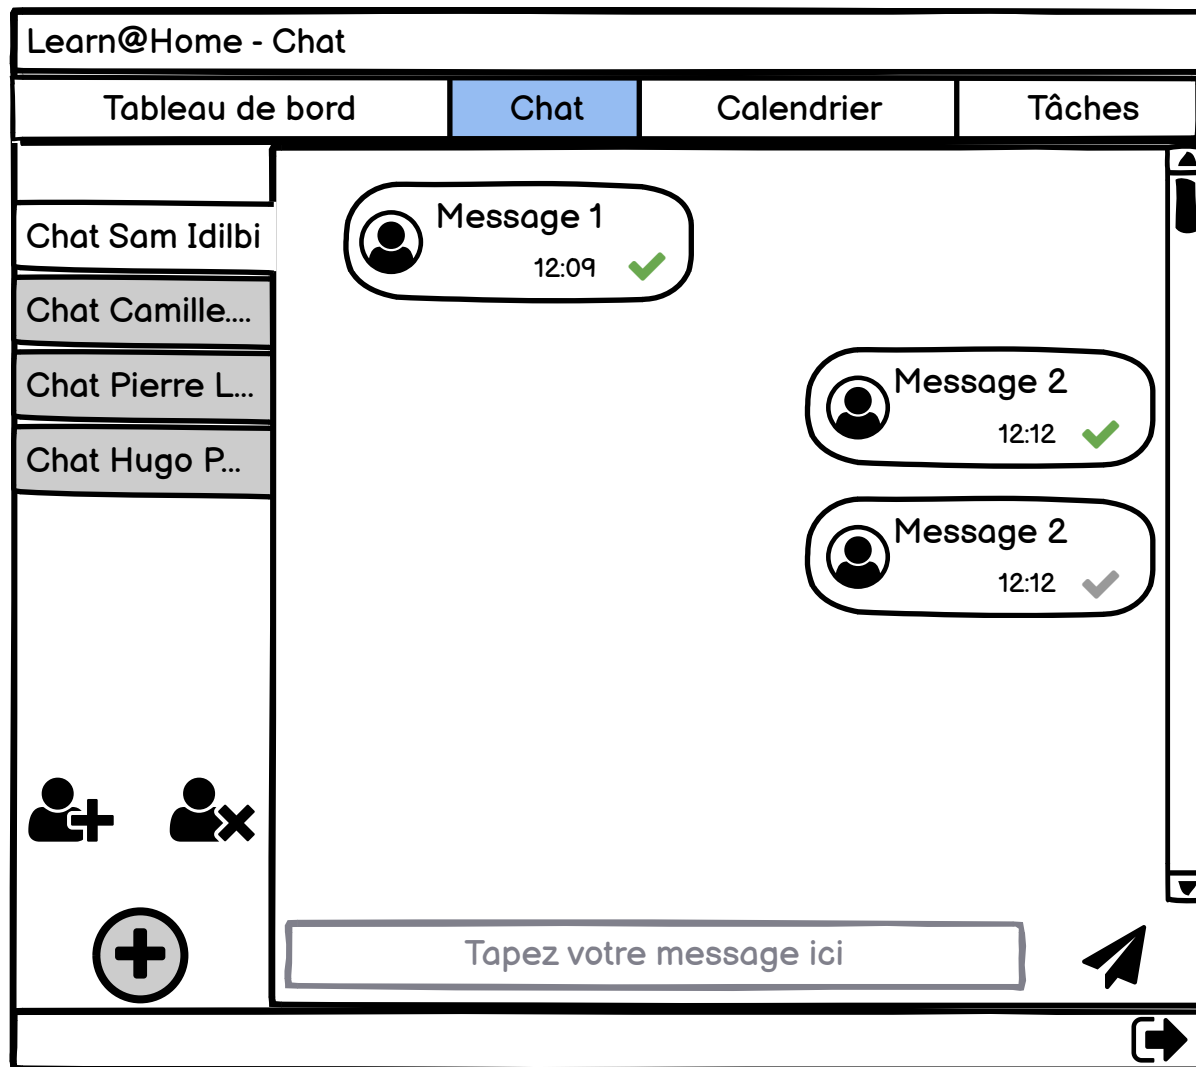 Learn@Home - Chat
Tableau de bord
Chat
Calendrier
Tâches
Chat Sam Idilbi
Chat Camille....
Chat Pierre L...
Chat Hugo P...
Message 1
12:09
Message 2
12:12
Message 2
12:12
Tapez votre message ici